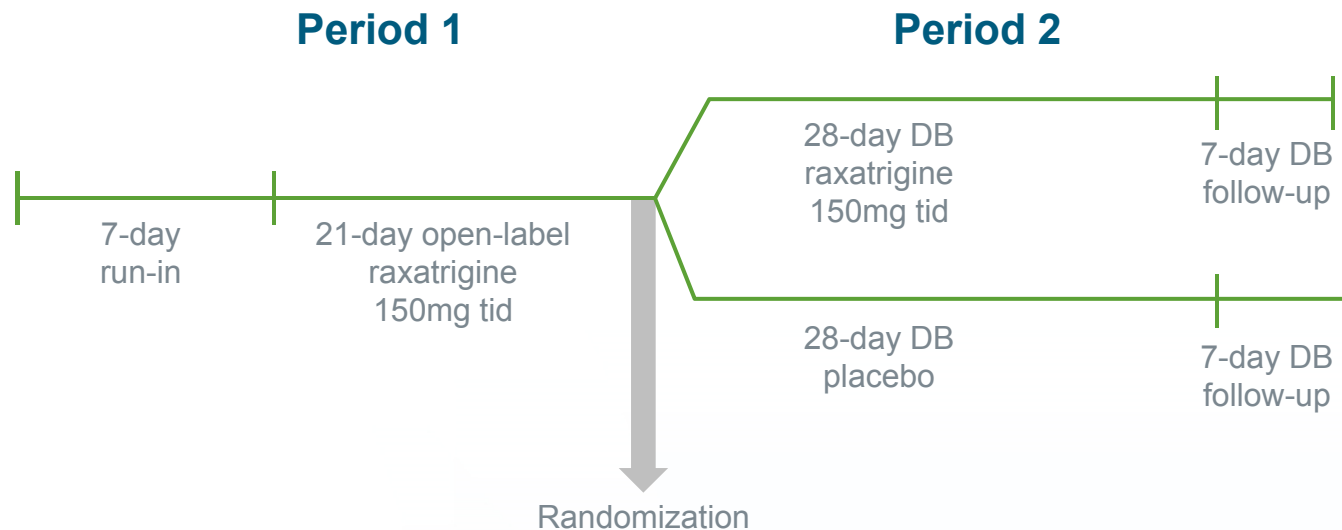 Period 1
Period 2
7-day
run-in
21-day open-label
raxatrigine
150mg tid
28-day DB
raxatrigine
150mg tid
7-day DB
follow-up
28-day DB
placebo
7-day DB
follow-up
Randomization